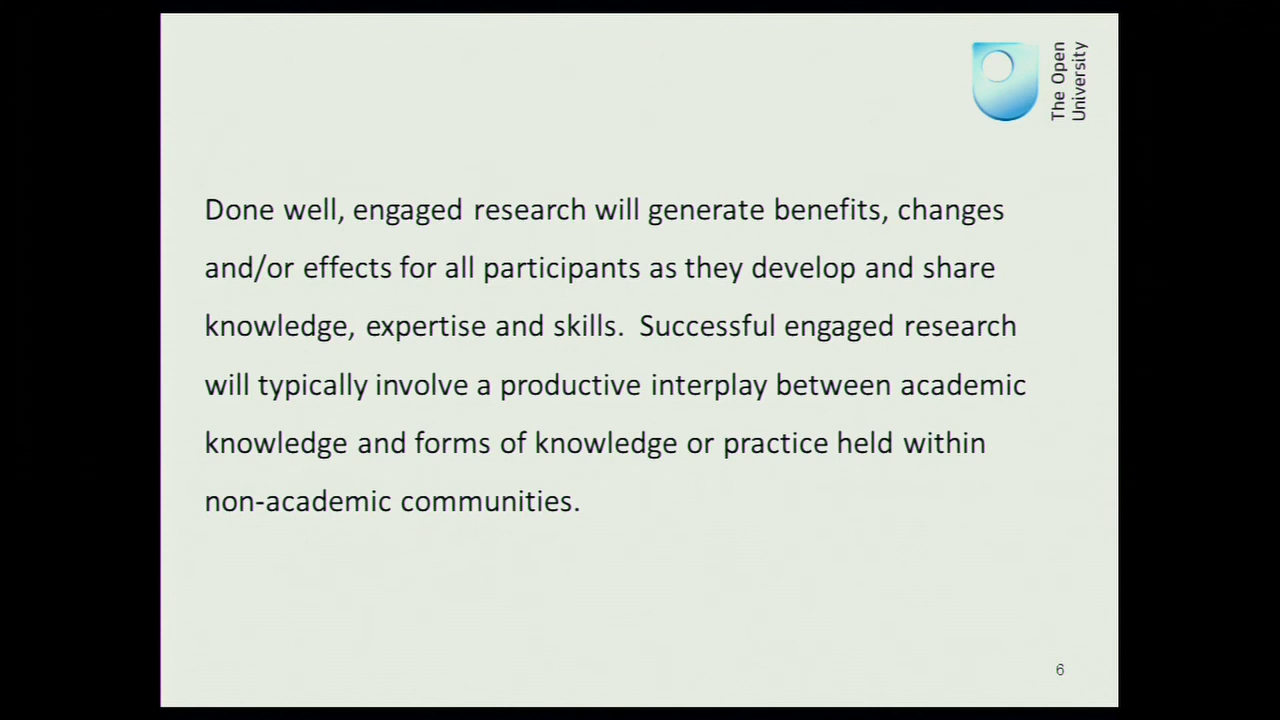 The Open
University
Done well, engaged research will generate benefits, changes
and/or effects for all participants as they develop and share
knowledge, expertise and skills.  Successful engaged research
will typically involve a productive interplay between academic
knowledge and forms of knowledge or practice held within
non-academic communities.
6